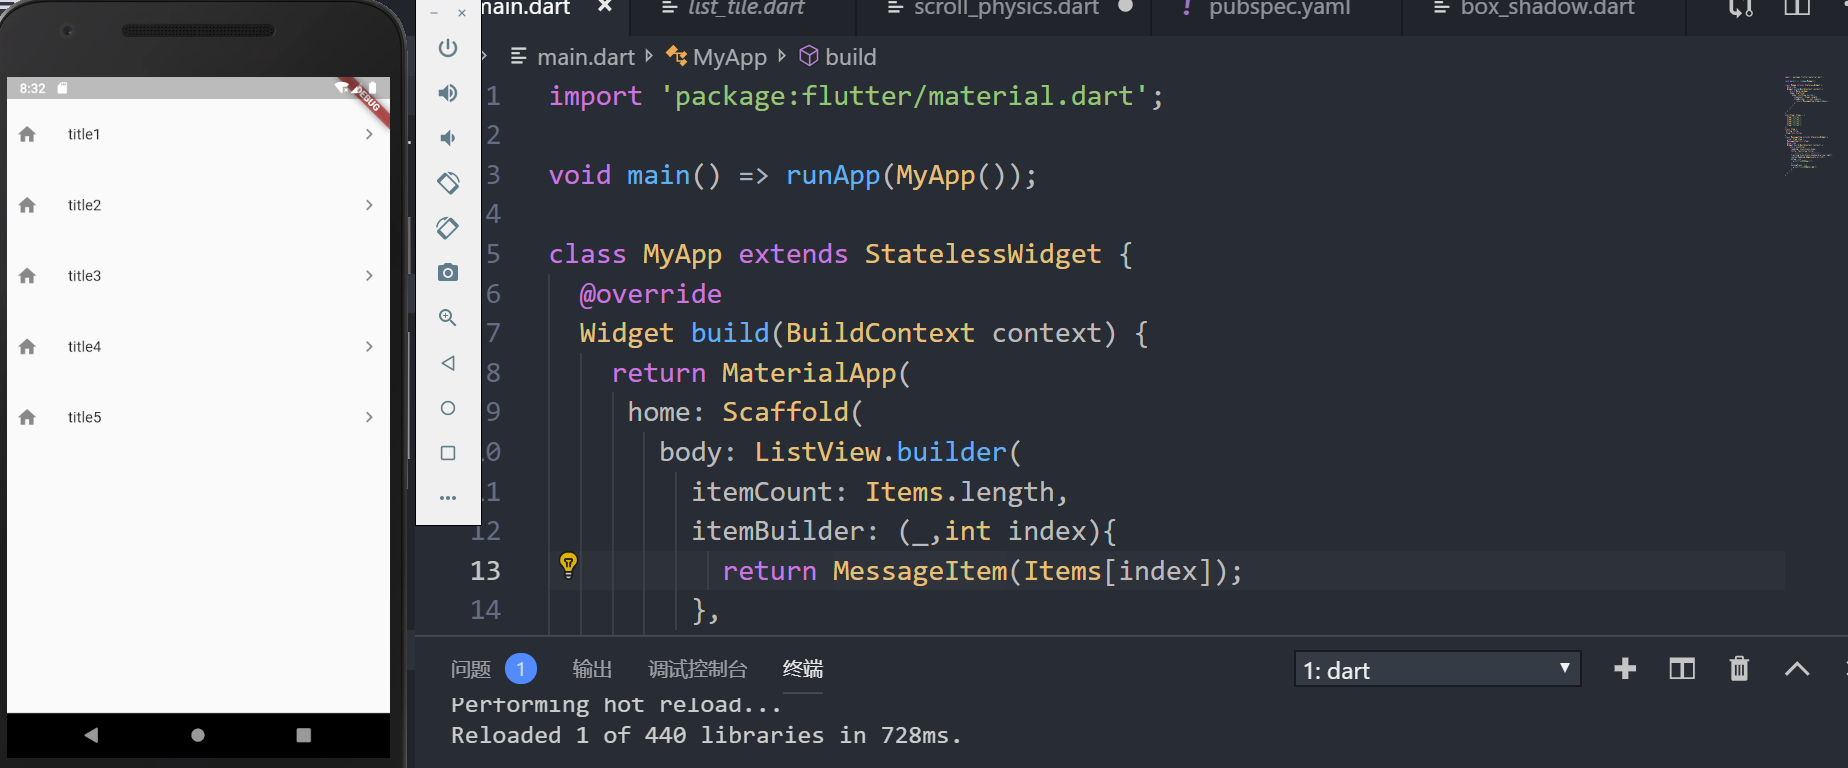 8:32
DEBUG
title1
title2
title3
title4
title5
main.dart
list_tile.dart
scroll_physics.dart
! pubspec.yaml
box_shadow.dart
main.dart MyApp build
1 import 'package:flutter/material.dart';
2
3 void main() => runApp(MyApp());
4
5 class MyApp extends StatelessWidget {
6 @override
7 Widget build(BuildContext context) {
8 return MaterialApp(
9 home: Scaffold(
10 body: ListView.builder(
11 itemCount: Items.length,
12 itemBuilder: (_,int index){
13 return MessageItem(Items[index]);
14 },
问题 1 输出 调试控制台 终端 1: dart
Performing hot reload...
Reloaded 1 of 440 libraries in 728ms.